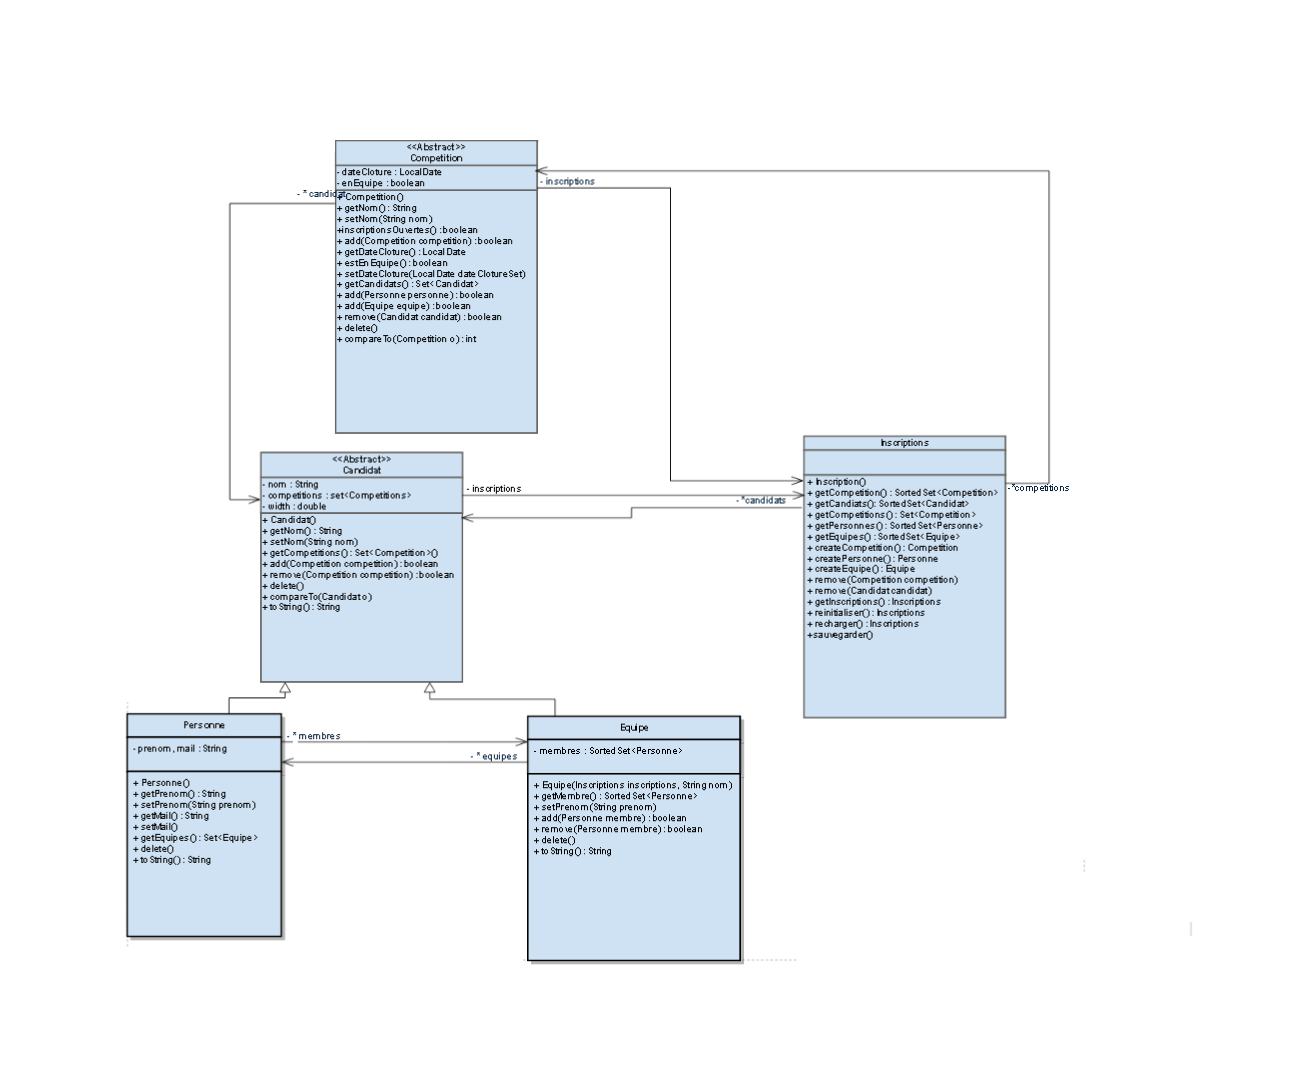 <<Abstract>>
Competition
- dateCloture : LocalDate
- enEquipe : boolean
+ Competition()
+ getNom() : String
+ setNom(String nom)
+inscriptionsOuvertes() : boolean
+ add(Competition competition) : boolean
+ getDateCloture() : LocalDate
+ estEnEquipe() : boolean
+ setDateCloture(LocalDate dateClotureSet)
+ getCandidats() : Set<Candidat>
+ add(Personne personne) : boolean
+ add(Equipe equipe) : boolean
+ remove(Candidat candidat) : boolean
+ delete()
+ compareTo(Competition o) : int
- * candidat
- inscriptions
<<Abstract>>
Candidat
- nom : String
- competitions : set<Competitions>
- width : double
+ Candidat()
+ getNom() : String
+ setNom(String nom)
+ getCompetitions() : Set<Competition>()
+ add(Competition competition) : boolean
+ remove(Competition competition) : boolean
+ delete()
+ compareTo(Candidat o)
+ toString() : String
- inscriptions
- *candidats
Inscriptions
+ Inscription()
+ getCompetition() : SortedSet<Competition>
+ getCandiats() : SortedSet<Candidat>
+ getCompetitions() : Set<Competition>
+ getPersonnes() : SortedSet<Personne>
+ getEquipes() : SortedSet<Equipe>
+ createCompetition() : Competition
+ createPersonne() : Personne
+ createEquipe() : Equipe
+ remove(Competition competition)
+ remove(Candidat candidat)
+ getInscriptions() : Inscriptions
+ reinitialiser() : Inscriptions
+ recharger() : Inscriptions
+sauvegarder()
-*competitions
Personne
- prenom, mail : String
+ Personne()
+ getPrenom() : String
+ setPrenom(String prenom)
+ getMail() : String
+ setMail()
+ getEquipes() : Set<Equipe>
+ delete()
+ toString() : String
- * membres
- * equipes
Equipe
- membres : SortedSet<Personne>
+ Equipe(Inscriptions inscriptions, String nom)
+ getMembre() : SortedSet<Personne>
+ setPrenom(String prenom)
+ add(Personne membre) : boolean
+ remove(Personne membre) : boolean
+ delete()
+ toString() : String